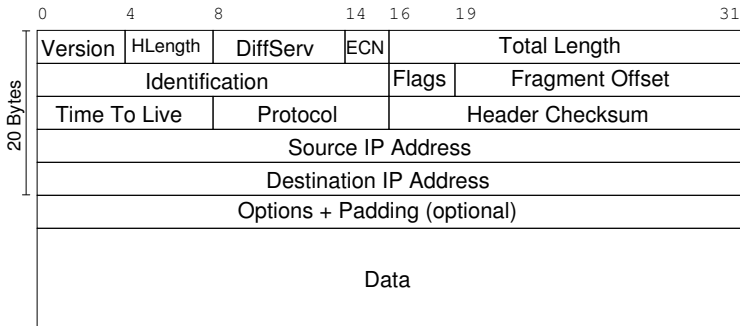 0 4 8 14 16 19 31
Version HLength DiffServ ECN Total Length
Identification Flags Fragment Offset
Time To Live Protocol Header Checksum
Source IP Address
Destination IP Address
Options + Padding (optional)
Data
20 Bytes